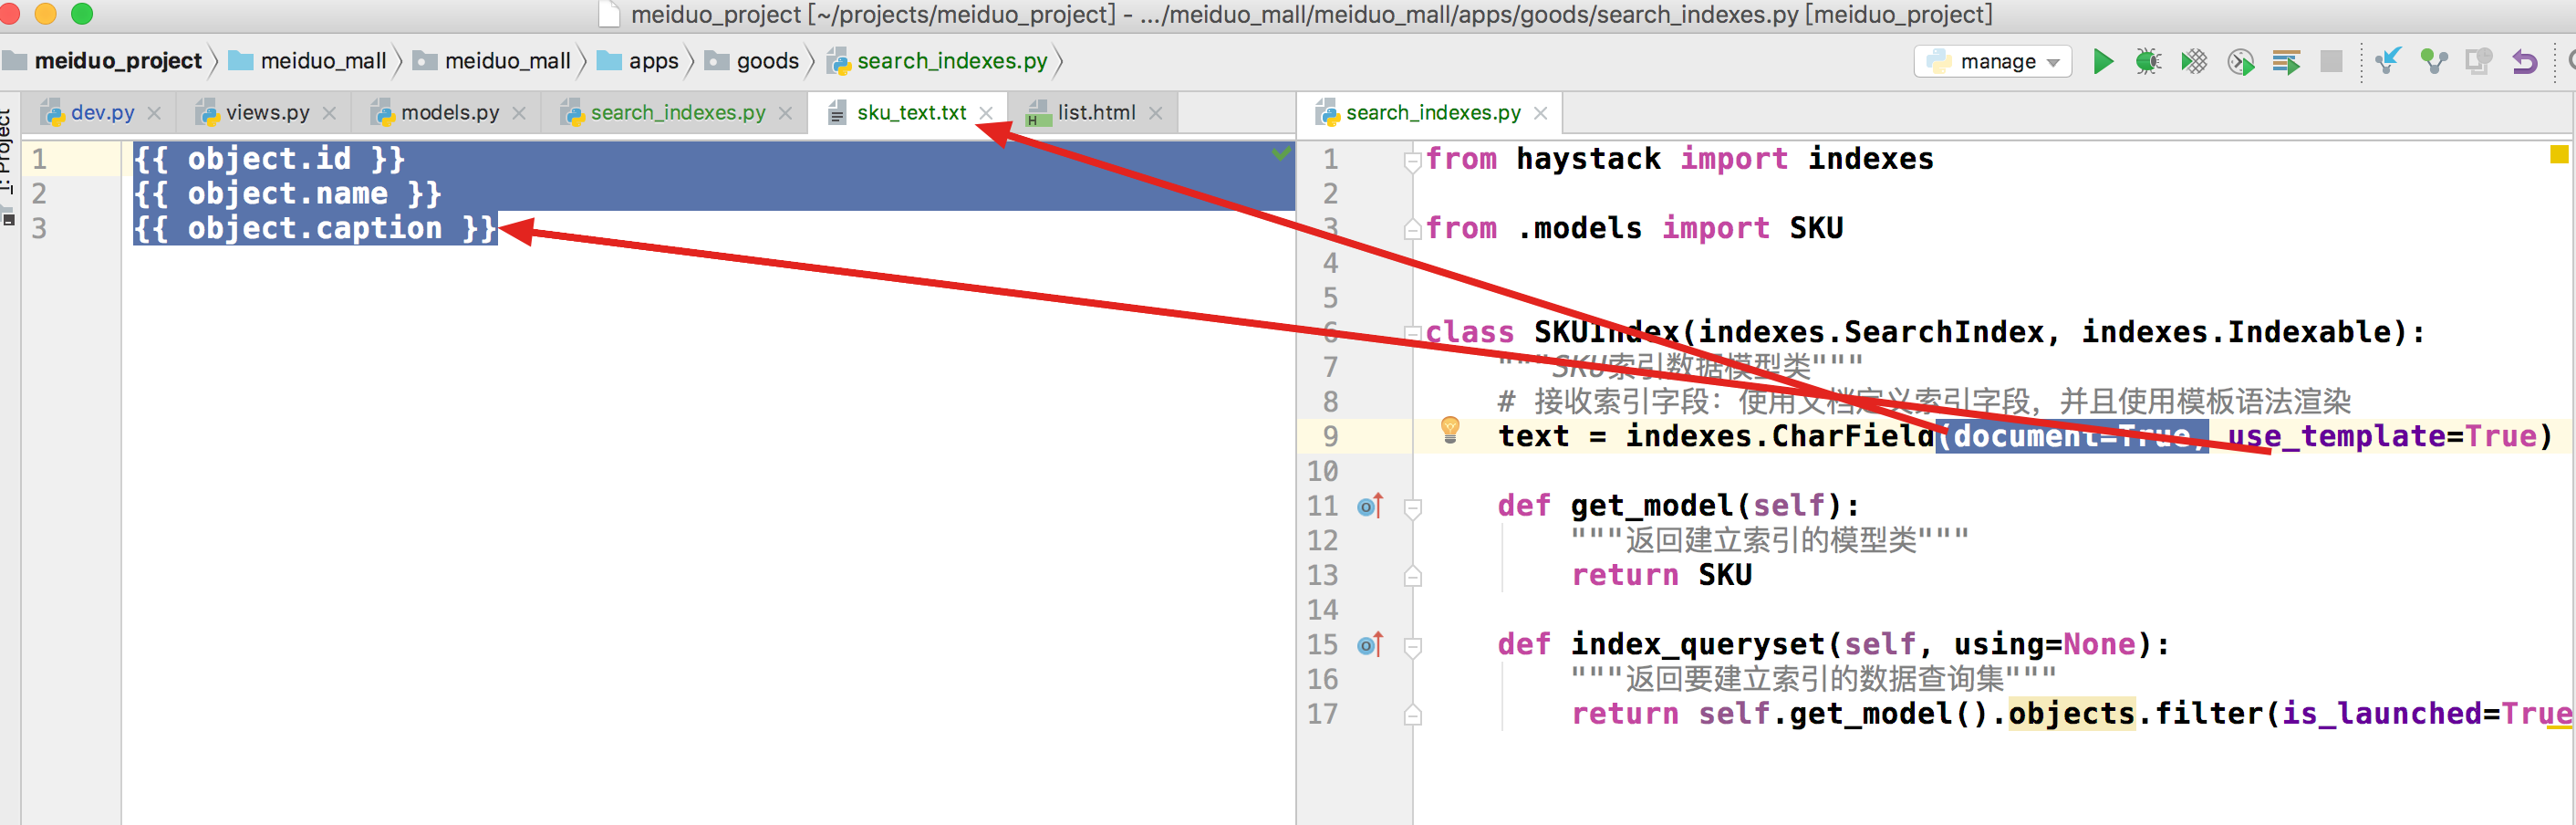 meiduo_project [~/projects/meiduo_project] - .../meiduo_mall/meiduo_mall/apps/goods/search_indexes.py [meiduo_project]
meiduo_project meiduo_mall meiduo_mall apps goods search_indexes.py
manage
dev.py views.py models.py search_indexes.py sku_text.txt list.html
1 {{ object.id }}
2 {{ object.name }}
3 {{ object.caption }}
search_indexes.py
1 from haystack import indexes
2
3 from .models import SKU
4
5
6 class SKUIndex(indexes.SearchIndex, indexes.Indexable):
7 """SKU索引数据模型类"""
8 # 接收索引字段：使用文档定义索引字段，并且使用模板语法渲染
9 text = indexes.CharField(document=True, use_template=True)
10
11 def get_model(self):
12 """返回建立索引的模型类"""
13 return SKU
14
15 def index_queryset(self, using=None):
16 """返回要建立索引的数据查询集"""
17 return self.get_model().objects.filter(is_launched=True
1: Project